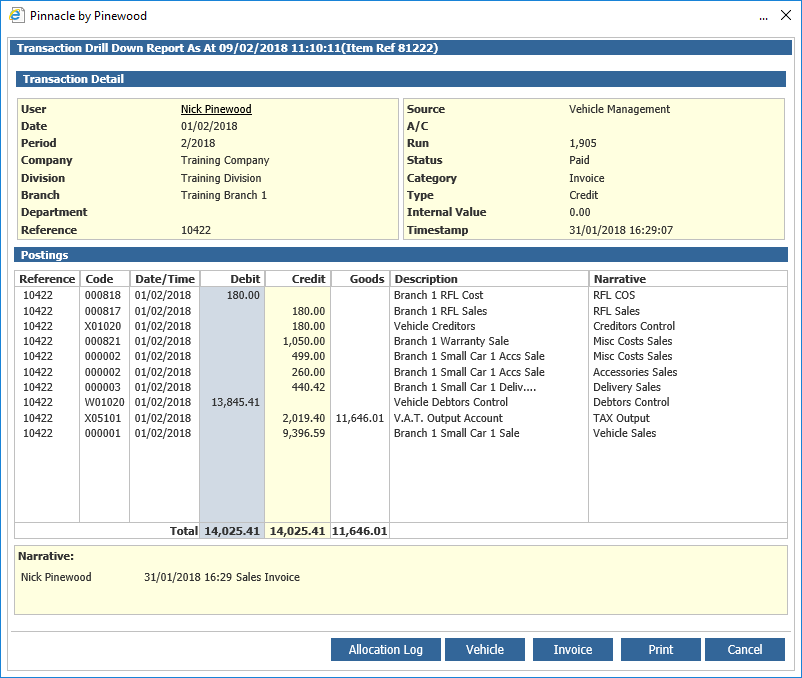 Pinnacle by Pinewood
...
Transaction Drill Down Report As At 09/02/2018 11:10:11(Item Ref 81222)
Transaction Detail
User Nick Pinewood
Date 01/02/2018
Period 2/2018
Company Training Company
Division Training Division
Branch Training Branch 1
Department
Reference 10422
Source Vehicle Management
A/C
Run 1,905
Status Paid
Category Invoice
Type Credit
Internal Value 0.00
Timestamp 31/01/2018 16:29:07
Postings
Reference Code Date/Time Debit Credit Goods Description Narrative
10422 000818 01/02/2018 180.00 Branch 1 RFL Cost RFL COS
10422 000817 01/02/2018 180.00 Branch 1 RFL Sales RFL Sales
10422 X01020 01/02/2018 180.00 Vehicle Creditors Creditors Control
10422 000821 01/02/2018 1,050.00 Branch 1 Warranty Sale Misc Costs Sales
10422 000002 01/02/2018 499.00 Branch 1 Small Car 1 Accs Sale Misc Costs Sales
10422 000002 01/02/2018 260.00 Branch 1 Small Car 1 Accs Sale Accessories Sales
10422 000003 01/02/2018 440.42 Branch 1 Small Car 1 Deliv.... Delivery Sales
10422 W01020 01/02/2018 13,845.41 Vehicle Debtors Control Debtors Control
10422 X05101 01/02/2018 2,019.40 11,646.01 V.A.T. Output Account TAX Output
10422 000001 01/02/2018 9,396.59 Branch 1 Small Car 1 Sale Vehicle Sales
Total 14,025.41 14,025.41 11,646.01
Narrative:
Nick Pinewood 31/01/2018 16:29 Sales Invoice
Allocation Log Vehicle Invoice Print Cancel